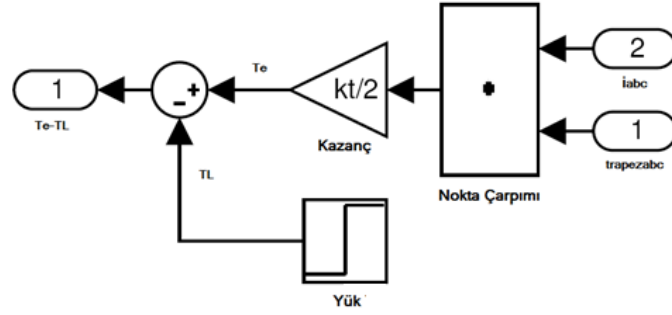 1
Te-TL
+
-
Te
TL
kt/2
Kazanç
Yük
Nokta Çarpımı
2
iabc
1
trapezabc